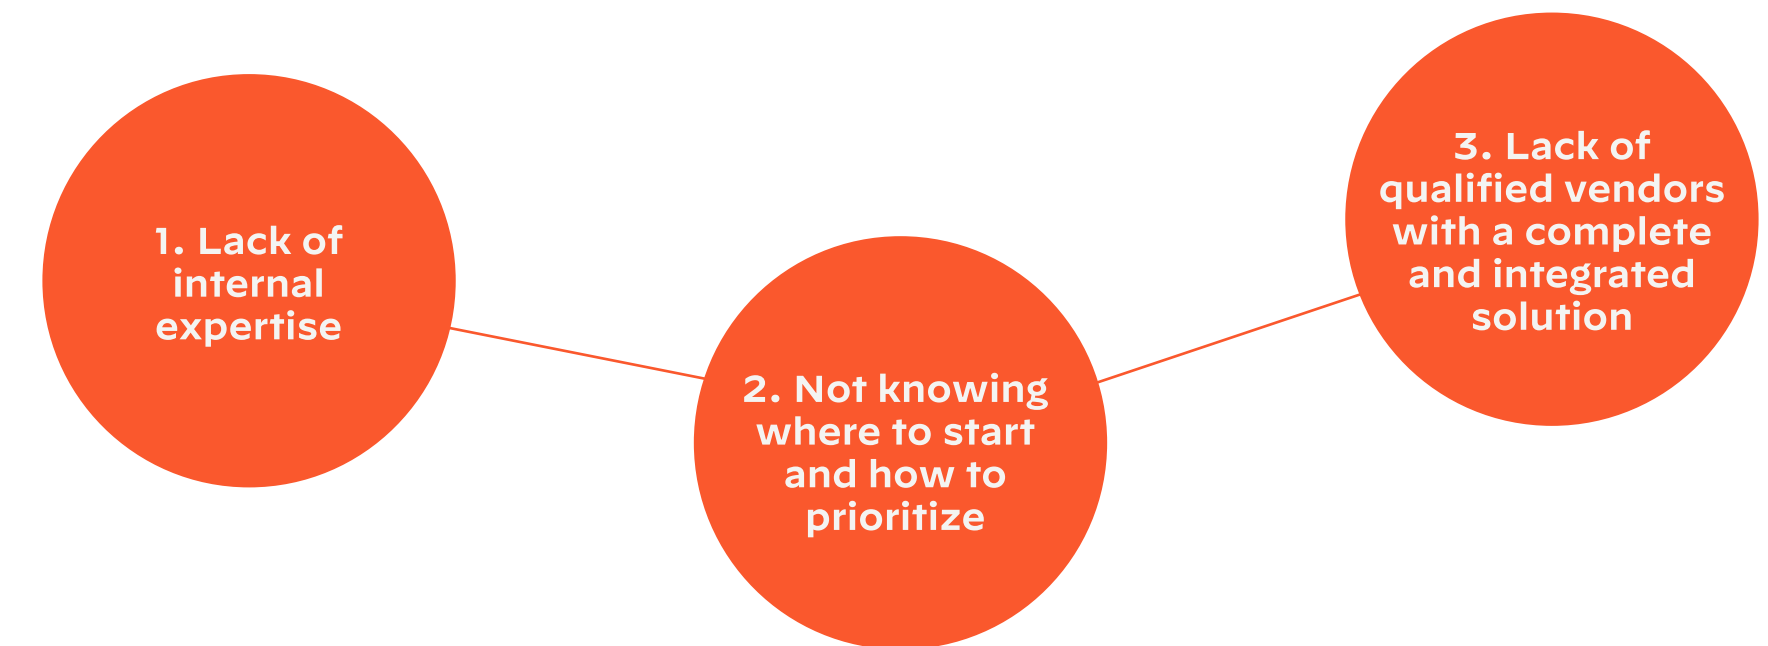 1. Lack of
internal
expertise
2. Not knowing
where to start
and how to
prioritize
3. Lack of
qualified vendors
with a complete
and integrated
solution